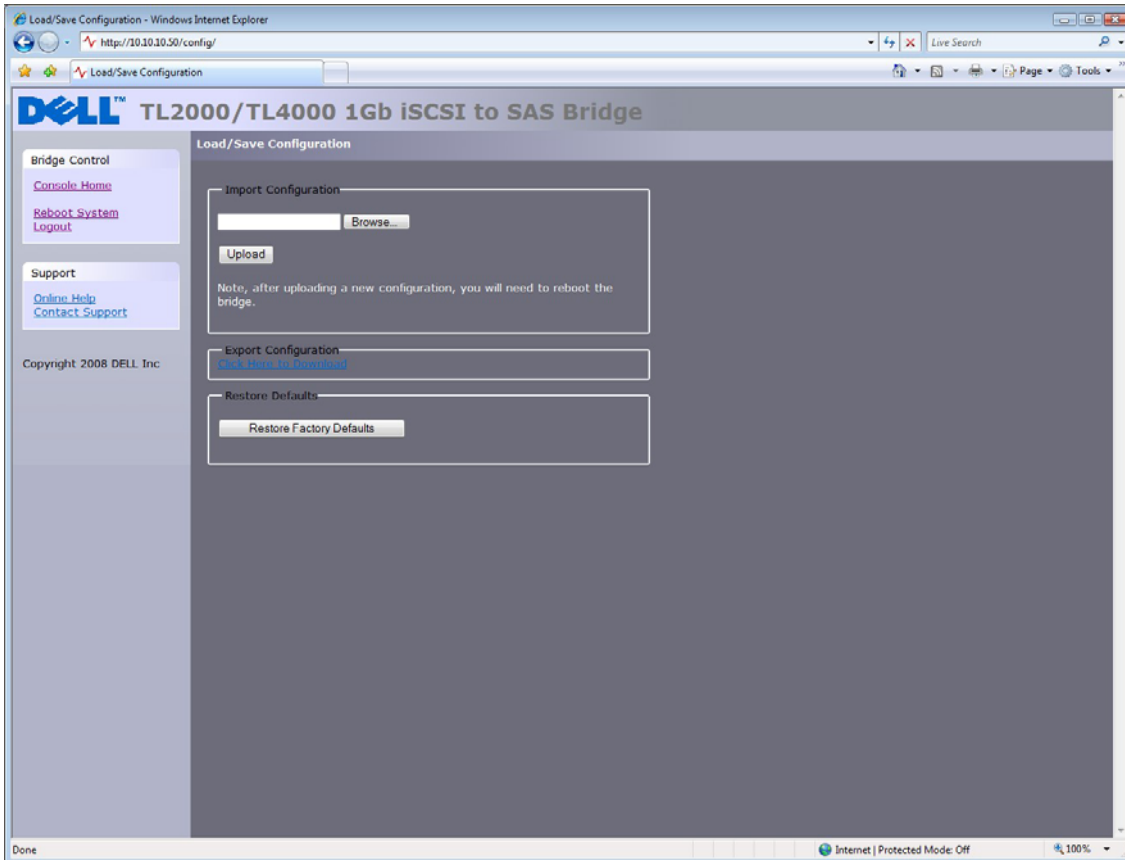 Load/Save Configuration - Windows Internet Explorer
http://10.10.10.50/config/
Live Search
Load/Save Configuration
Page
Tools
DELL™ TL2000/TL4000 1Gb iSCSI to SAS Bridge
Load/Save Configuration
Bridge Control
Console Home
Reboot System
Logout
Support
Online Help
Contact Support
Copyright 2008 DELL Inc
Import Configuration
Browse...
Upload
Note, after uploading a new configuration, you will need to reboot the
bridge.
Export Configuration
Click Here to Download
Restore Defaults
Restore Factory Defaults
Done
Internet | Protected Mode: Off
100%